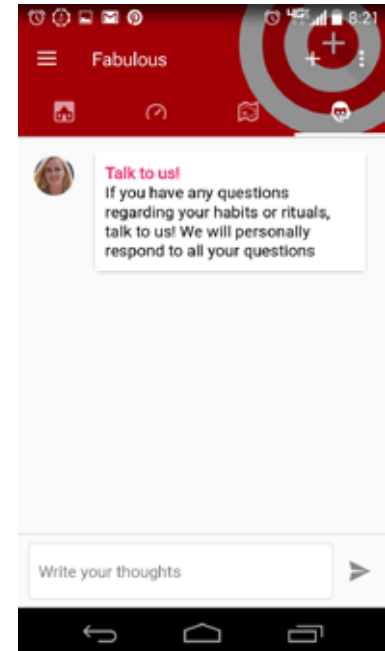 4G 8:21
Fabulous
Talk to us!
If you have any questions
regarding your habits or rituals,
talk to us! We will personally
respond to all your questions
Write your thoughts